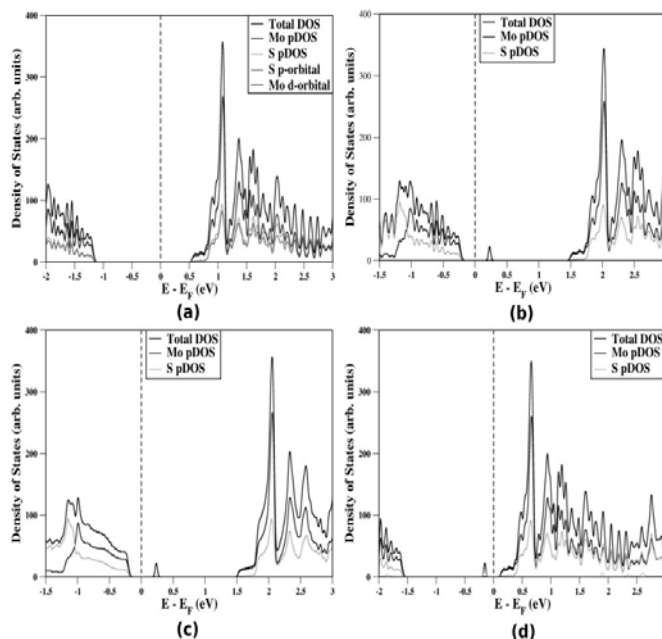 400
300
200
100
0
Density of States (arb. units)
Total DOS
Mo pDOS
S pDOS
S p-orbital
Mo d-orbital
-2 -1.5 -1 -0.5 0 0.5 1 1.5 2 2.5 3
E - E_F (eV)
(a)
400
300
200
100
0
Density of States (arb. units)
Total DOS
Mo pDOS
S pDOS
-1.5 -1 -0.5 0 0.5 1 1.5 2 2.5 3
E - E_F (eV)
(b)
400
300
200
100
0
Density of States (arb. units)
Total DOS
Mo pDOS
S pDOS
-1.5 -1 -0.5 0 0.5 1 1.5 2 2.5 3
E - E_F (eV)
(c)
400
300
200
100
0
Density of States (arb. units)
Total DOS
Mo pDOS
S pDOS
-2 -1.5 -1 -0.5 0 0.5 1 1.5 2 2.5 3
E - E_F (eV)
(d)